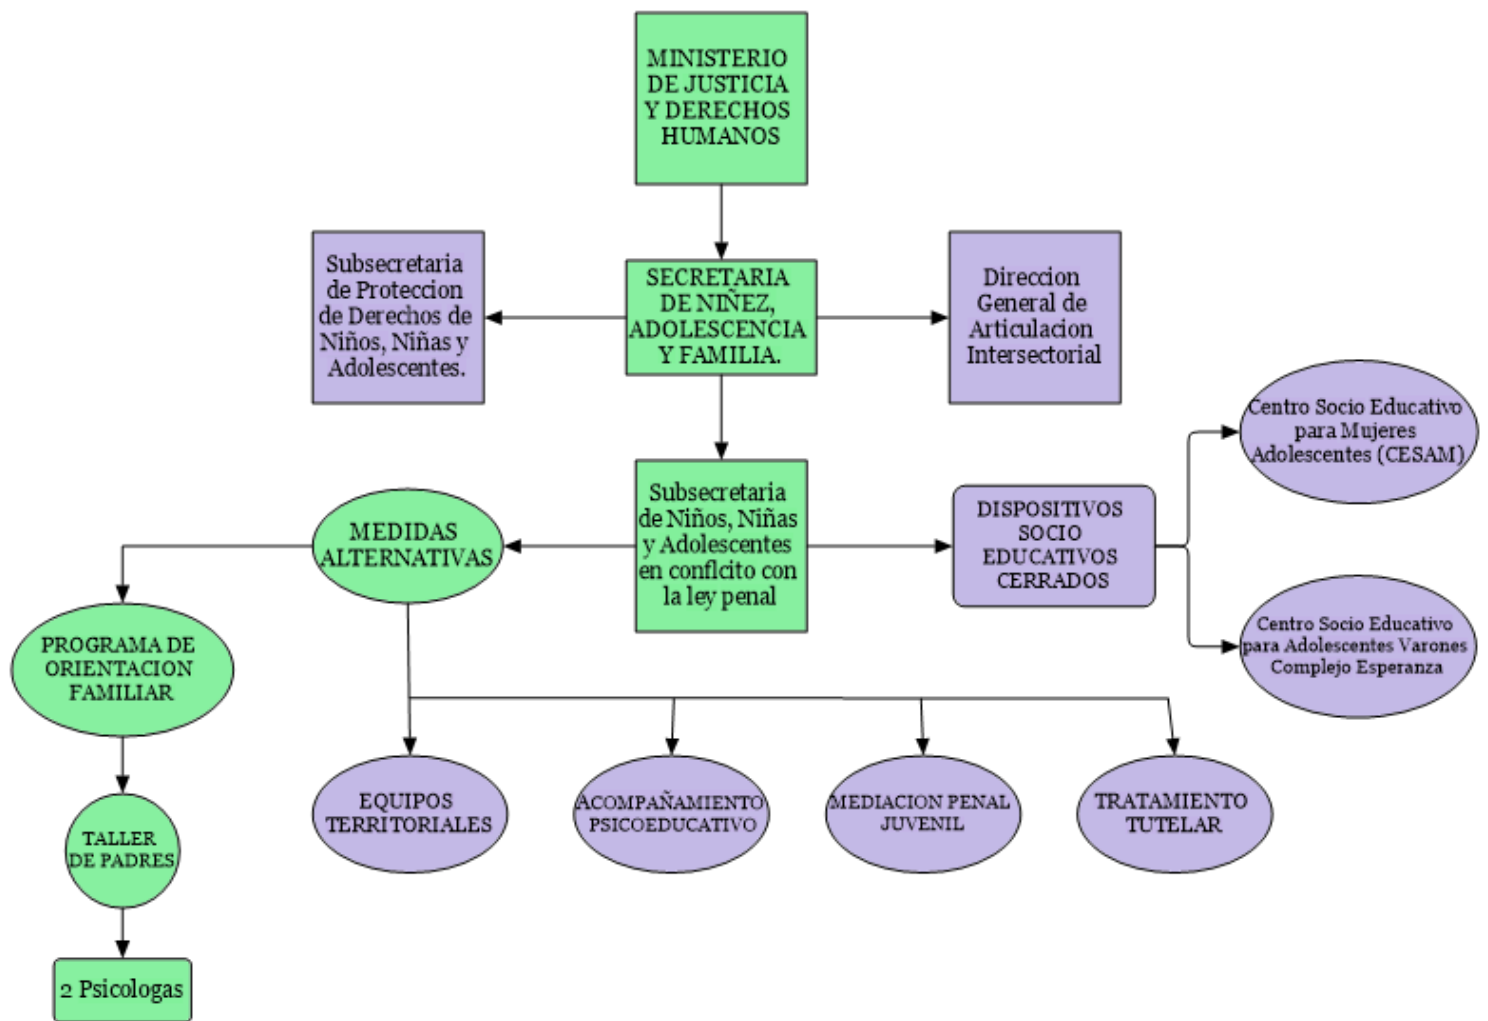 MINISTERIO
DE JUSTICIA
Y DERECHOS
HUMANOS
Subsecretaria
de Proteccion
de Derechos de
Niños, Niñas y
Adolescentes.
SECRETARIA
DE NIÑEZ,
ADOLESCENCIA
Y FAMILIA.
Direccion
General de
Articulacion
Intersectorial
Centro Socio Educativo
para Mujeres
Adolescentes (CESAM)
MEDIDAS
ALTERNATIVAS
Subsecretaria
de Niños, Niñas
y Adolescentes
en conflcito con
la ley penal
DISPOSITIVOS
SOCIO
EDUCATIVOS
CERRADOS
Centro Socio Educativo
para Adolescentes Varones
Complejo Esperanza
PROGRAMA DE
ORIENTACION
FAMILIAR
EQUIPOS
TERRITORIALES
ACOMPAÑAMIENTO
PSICOEDUCATIVO
MEDIACION PENAL
JUVENIL
TRATAMIENTO
TUTELAR
TALLER
DE PADRES
2 Psicologas